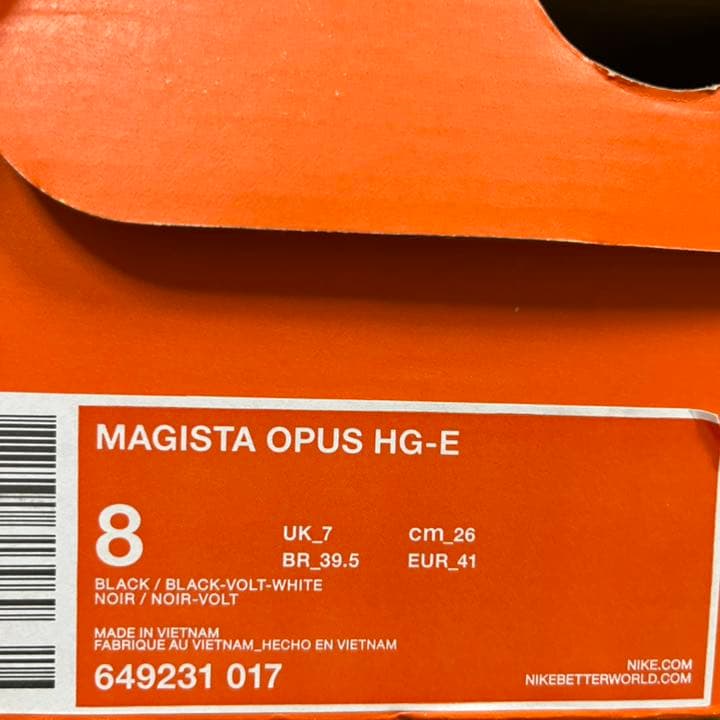 MAGISTA OPUS HG-E
8
UK_7 cm_26
BR_39.5 EUR_41
BLACK / BLACK-VOLT-WHITE
NOIR / NOIR-VOLT
MADE IN VIETNAM
FABRIQUE AU VIETNAM_HECHO EN VIETNAM
649231 017
NIKE.COM
NIKEBETTERWORLD.COM